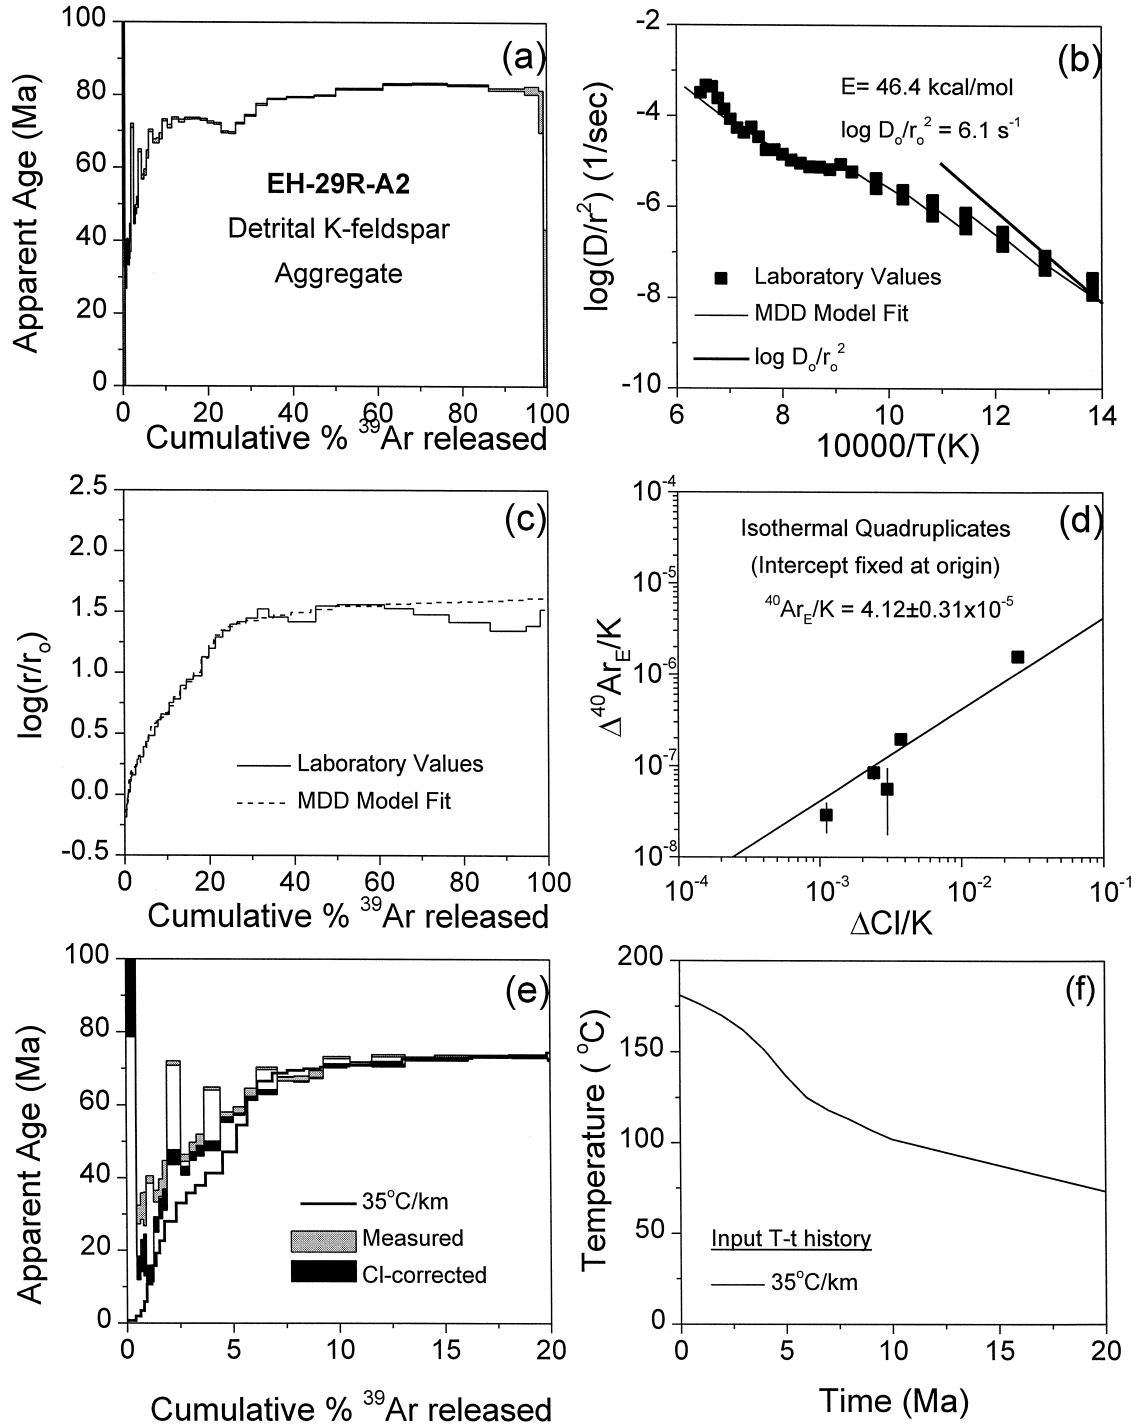 (a)
100
80
60
40
20
0
Apparent Age (Ma)
EH-29R-A2
Detrital K-feldspar
Aggregate
0 20 40 60 80 100
Cumulative % ³⁹Ar released
(b)
-2
-4
-6
-8
-10
log(D/r²) (1/sec)
E= 46.4 kcal/mol
log Dₒ/rₒ² = 6.1 s⁻¹
Laboratory Values
MDD Model Fit
log Dₒ/rₒ²
6 8 10 12 14
10000/T(K)
(c)
2.5
2.0
1.5
1.0
0.5
0.0
-0.5
log(r/rₒ)
Laboratory Values
MDD Model Fit
0 20 40 60 80 100
Cumulative % ³⁹Ar released
(d)
10⁻⁴
10⁻⁵
10⁻⁶
10⁻⁷
10⁻⁸
Δ⁴⁰Ar_E/K
Isothermal Quadruplicates
(Intercept fixed at origin)
⁴⁰Ar_E/K = 4.12±0.31x10⁻⁵
10⁻⁴ 10⁻³ 10⁻² 10⁻¹
ΔCl/K
(e)
100
80
60
40
20
0
Apparent Age (Ma)
35°C/km
Measured
Cl-corrected
0 5 10 15 20
Cumulative % ³⁹Ar released
(f)
200
150
100
50
0
Temperature ( °C)
Input T-t history
35°C/km
0 5 10 15 20
Time (Ma)